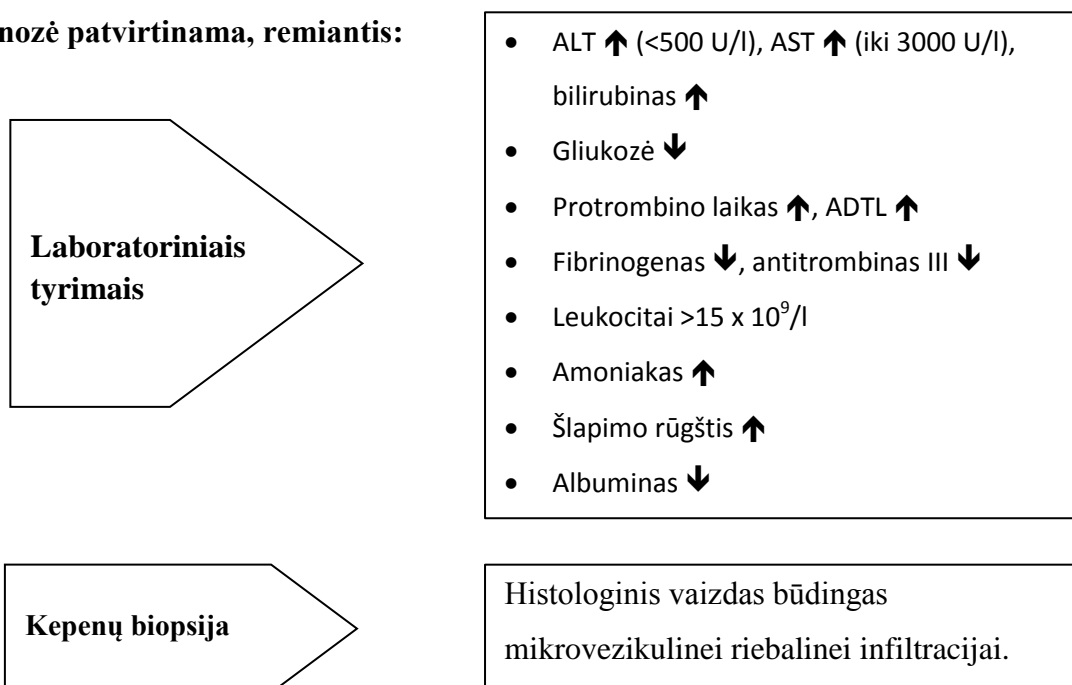 nozė patvirtinama, remiantis:
Laboratoriniais
tyrimais
• ALT 🡹 (<500 U/l), AST 🡹 (iki 3000 U/l),
bilirubinas 🡹
• Gliukozė 🡻
• Protrombino laikas 🡹, ADTL 🡹
• Fibrinogenas 🡻, antitrombinas III 🡻
• Leukocitai >15 x 10⁹/l
• Amoniakas 🡹
• Šlapimo rūgštis 🡹
• Albuminas 🡻
Kepenų biopsija
Histologinis vaizdas būdingas
mikrovezikulinei riebalinei infiltracijai.